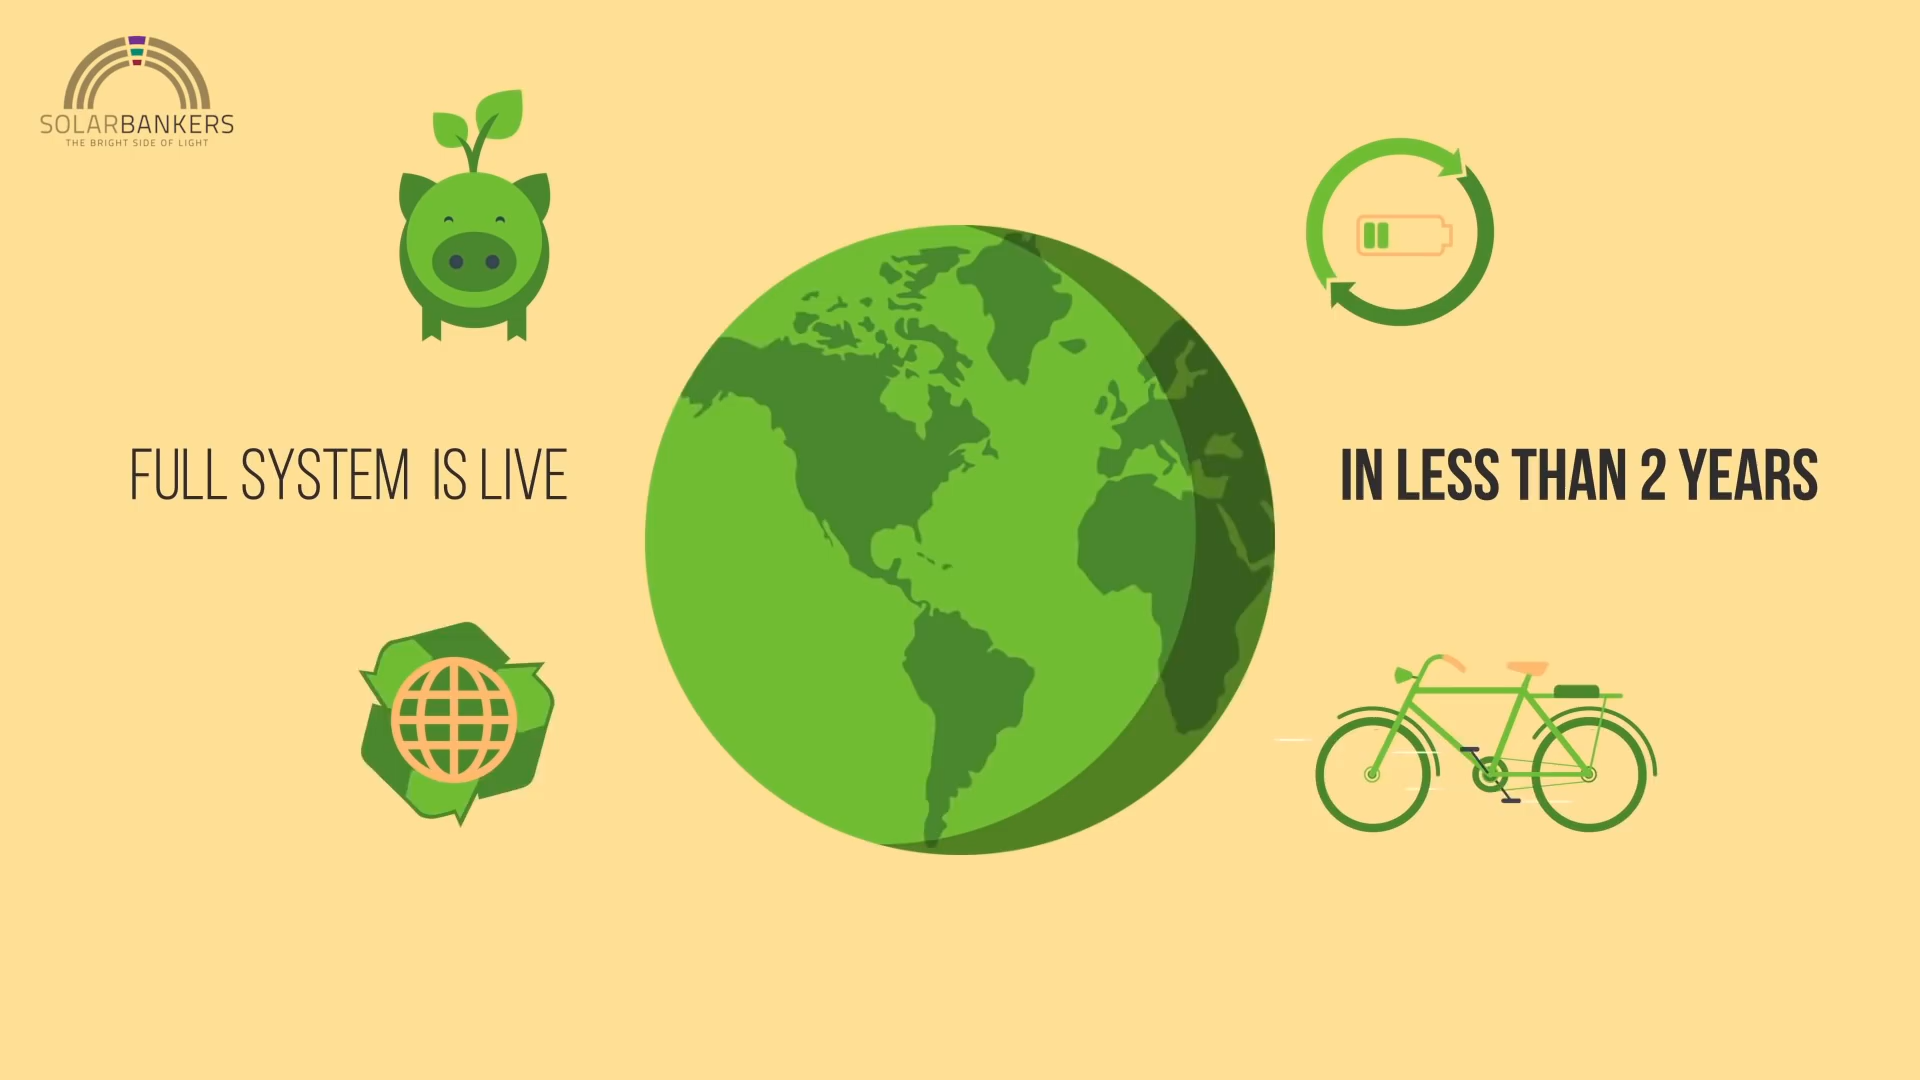 SOLARBANKERS
THE BRIGHT SIDE OF LIGHT
FULL SYSTEM IS LIVE
IN LESS THAN 2 YEARS